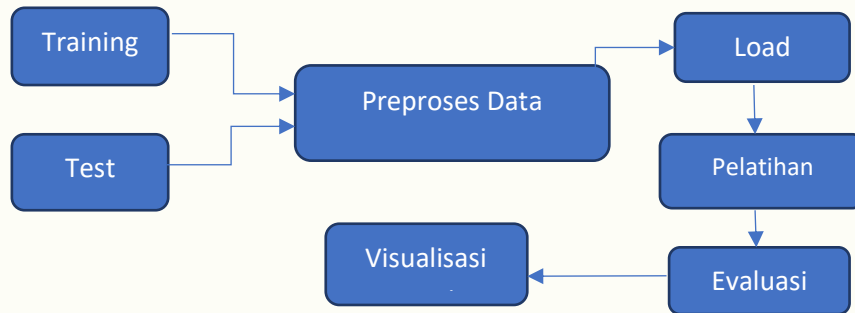 Training
Test
Preproses Data
Load
Pelatihan
Evaluasi
Visualisasi